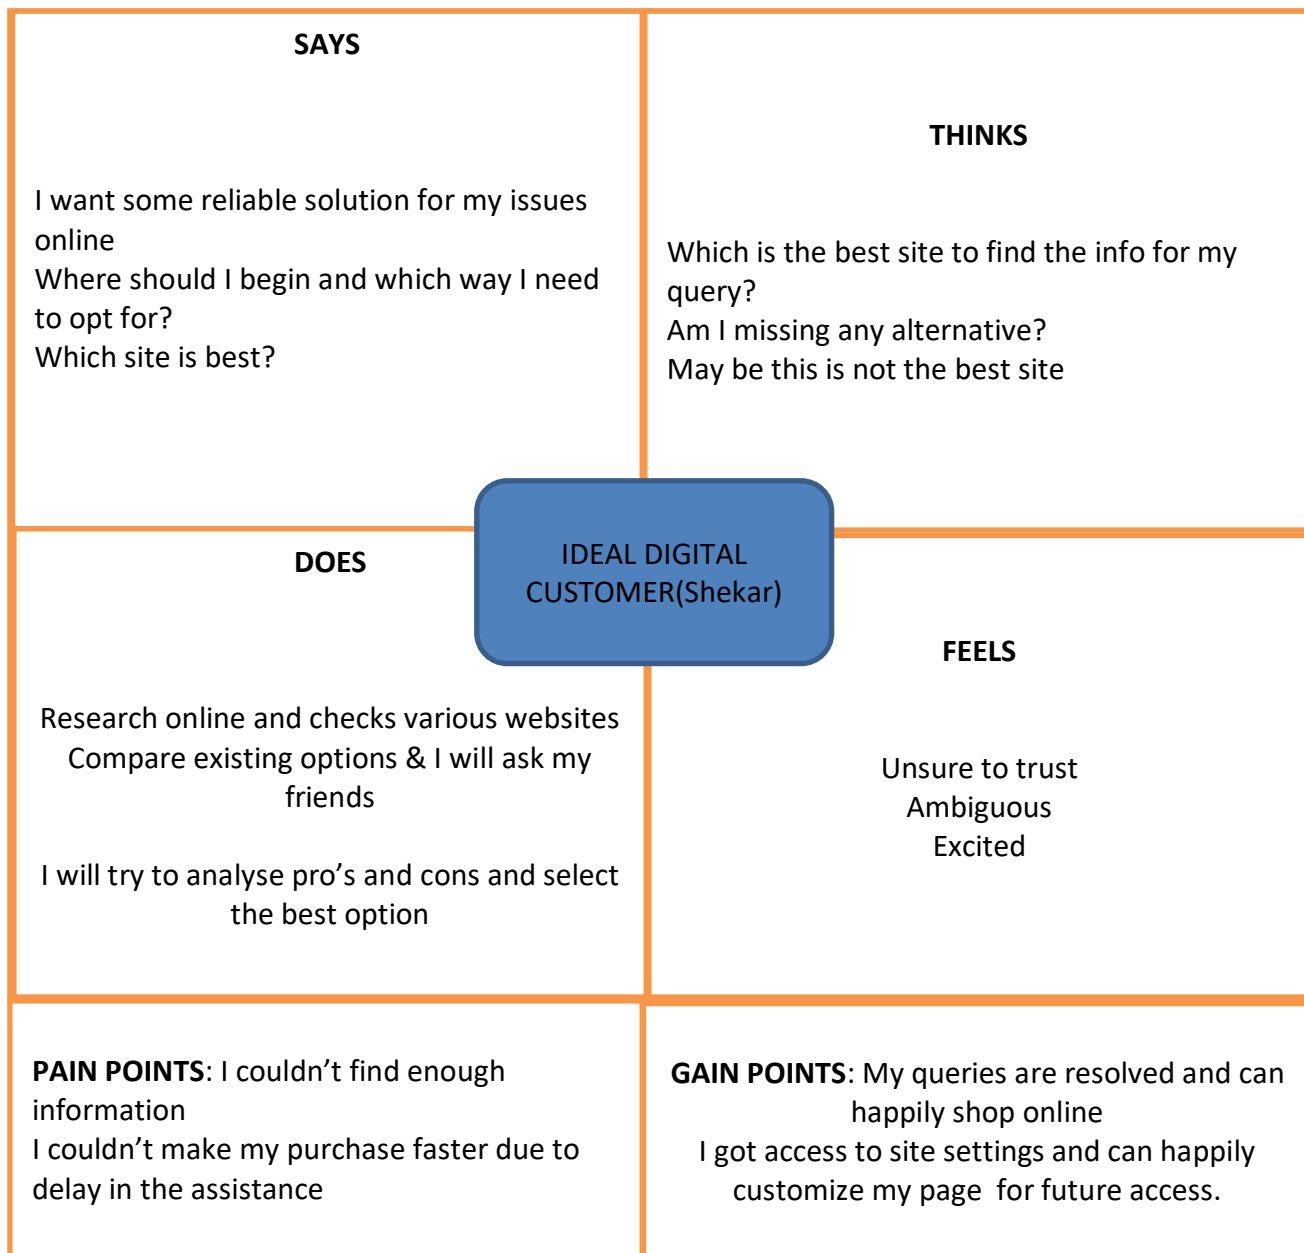 SAYS
I want some reliable solution for my issues
online
Where should I begin and which way I need
to opt for?
Which site is best?
THINKS
Which is the best site to find the info for my
query?
Am I missing any alternative?
May be this is not the best site
IDEAL DIGITAL
CUSTOMER(Shekar)
DOES
Research online and checks various websites
Compare existing options & I will ask my
friends
I will try to analyse pro’s and cons and select
the best option
FEELS
Unsure to trust
Ambiguous
Excited
PAIN POINTS: I couldn’t find enough
information
I couldn’t make my purchase faster due to
delay in the assistance
GAIN POINTS: My queries are resolved and can
happily shop online
I got access to site settings and can happily
customize my page  for future access.